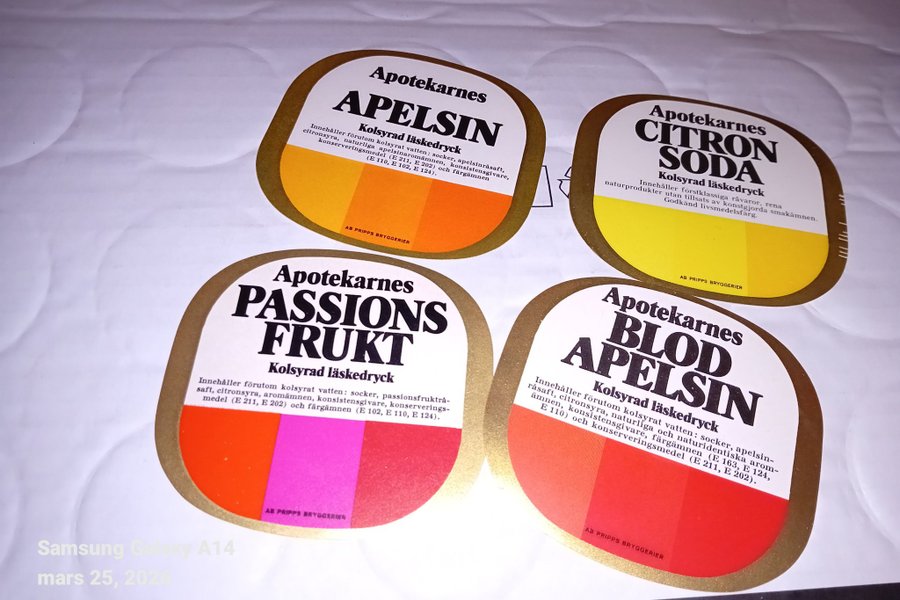 Apotekarnes
APELSIN
Kolsyrad läskedryck
Innehåller förutom kolsyrat vatten: socker, apelsinråsaft,
citronsyra, naturliga apelsinaromämnen, konsistensgivare,
konserveringsmedel (E 211, E 202) och färgämnen
(E 110, E 102, E 124).
AB PRIPPS BRYGGERIER
Apotekarnes
CITRON
SODA
Kolsyrad läskedryck
Innehåller förstklassiga råvaror, rena
naturprodukter utan tillsats av konstgjorda smakämnen.
Godkänd livsmedelsfärg.
AB PRIPPS BRYGGERIER
Apotekarnes
PASSIONS
FRUKT
Kolsyrad läskedryck
Innehåller förutom kolsyrat vatten: socker, passionsfruktrå-
saft, citronsyra, aromämnen, konsistensgivare, konserverings-
medel (E 211, E 202) och färgämnen (E 102, E 110, E 124).
AB PRIPPS BRYGGERIER
Apotekarnes
BLOD
APELSIN
Kolsyrad läskedryck
Innehåller förutom kolsyrat vatten: socker, apelsin-
råsaft, citronsyra, naturliga och naturidentiska arom-
ämnen, konsistensgivare, färgämnen (E 163, E 124,
E 110) och konserveringsmedel (E 211, E 202).
AB PRIPPS BRYGGERIER
Samsung Galaxy A14
mars 25, 2024